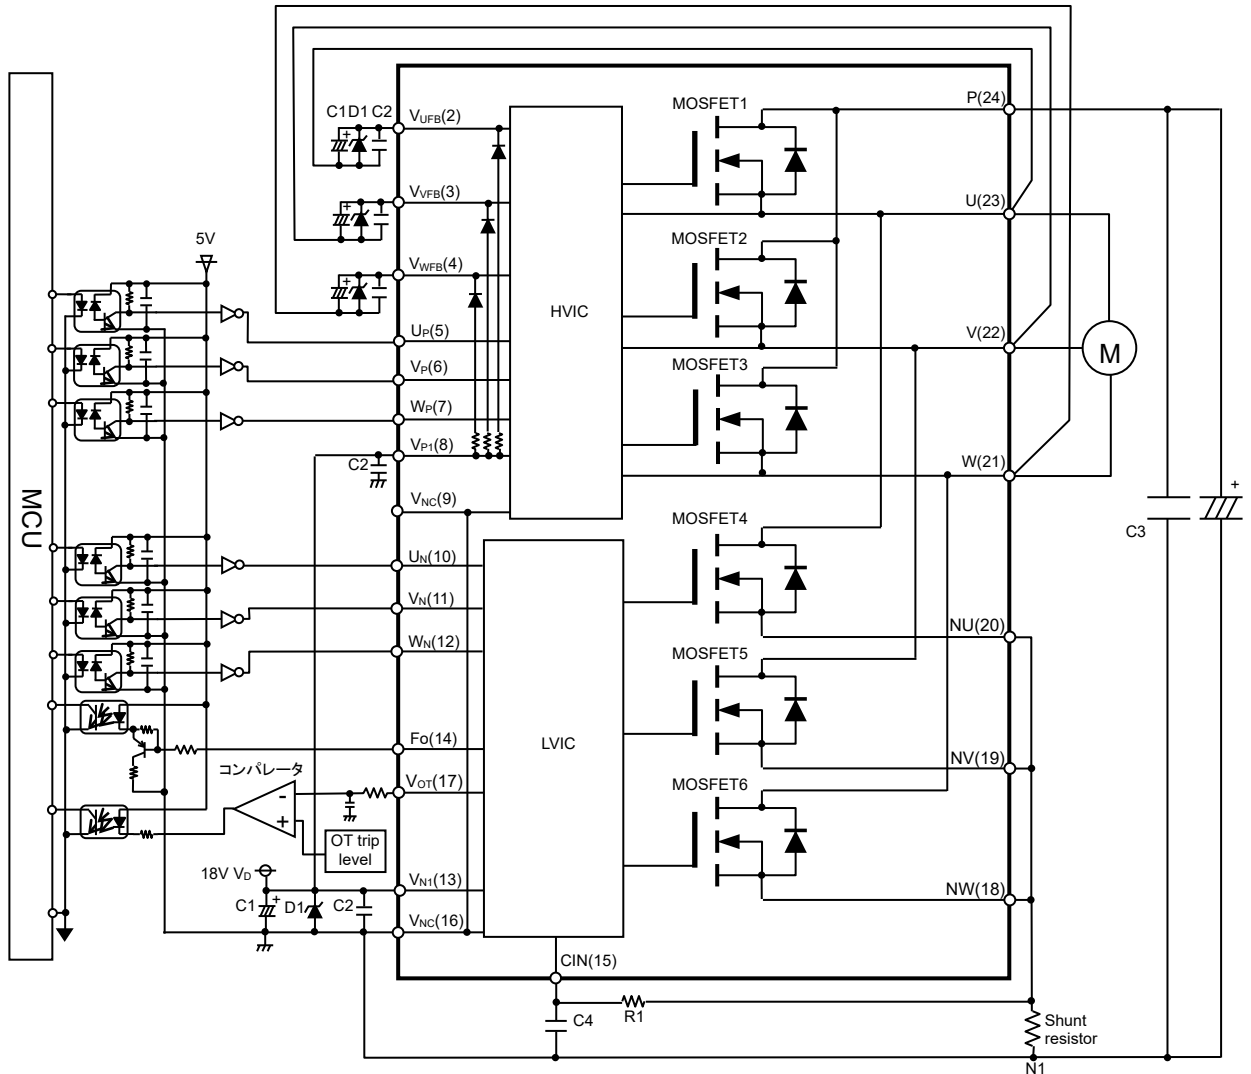 MCU
5V
C1 D1 C2
VUFB(2)
VVFB(3)
VWFB(4)
UP(5)
VP(6)
WP(7)
VP1(8)
C2
VNC(9)
UN(10)
VN(11)
WN(12)
Fo(14)
コンパレータ
VOT(17)
-
+
OT trip
level
18V VD
VN1(13)
C1
+
D1
C2
VNC(16)
HVIC
LVIC
CIN(15)
MOSFET1
MOSFET2
MOSFET3
MOSFET4
MOSFET5
MOSFET6
P(24)
U(23)
V(22)
W(21)
NU(20)
NV(19)
NW(18)
M
C3
+
C4
R1
Shunt
resistor
N1
+
+
+